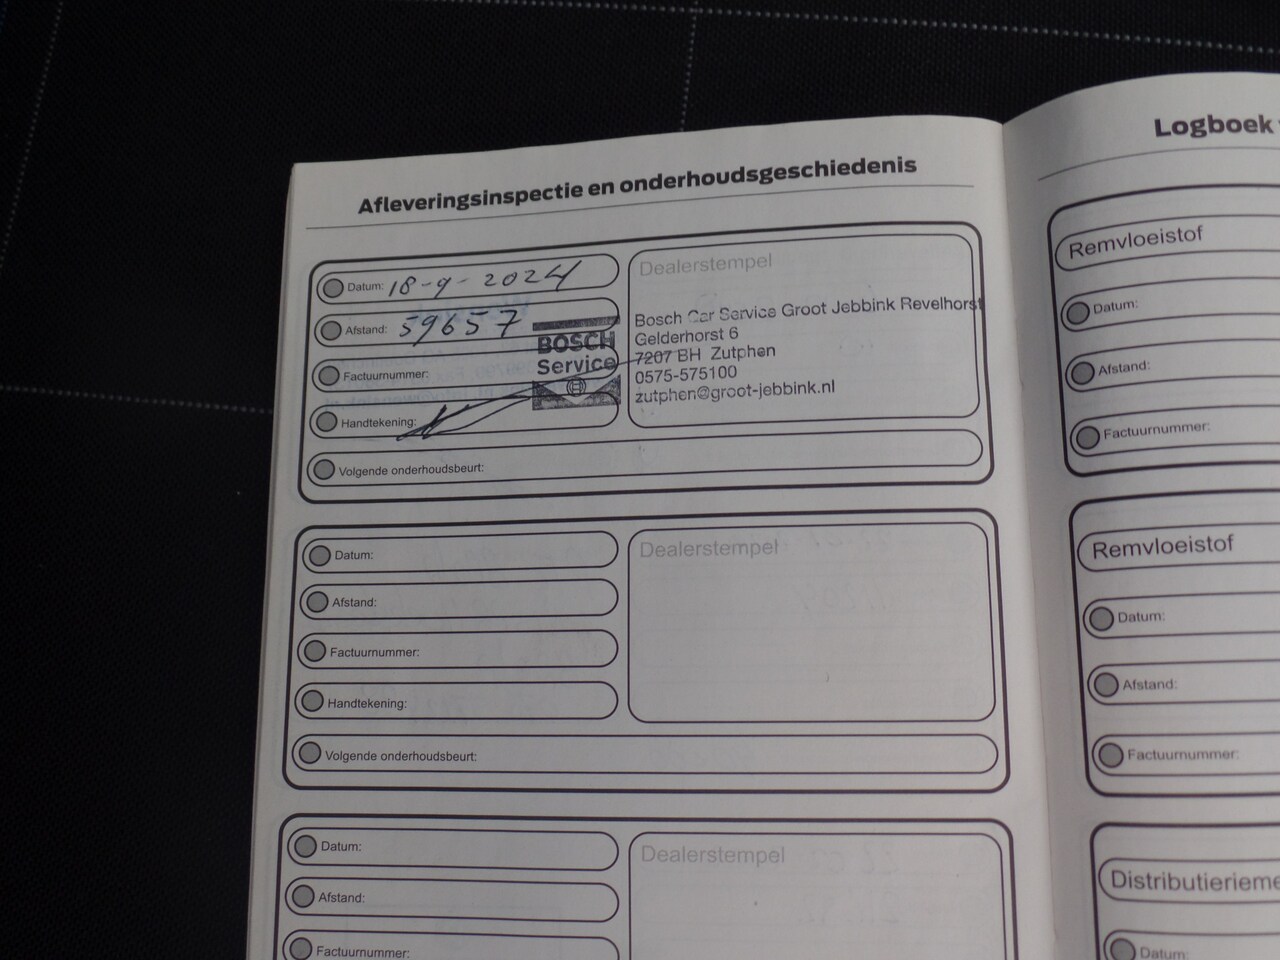 Afleveringsinspectie en onderhoudsgeschiedenis
Datum: 18-9-2024
Afstand: 59657
Factuurnummer:
Handtekening:
BOSCH
Service
Dealerstempel
Bosch Car Service Groot Jebbink Revelhorst
Gelderhorst 6
7207 BH Zutphen
0575-575100
zutphen@groot-jebbink.nl
Volgende onderhoudsbeurt:
Datum:
Afstand:
Factuurnummer:
Handtekening:
Dealerstempel
Volgende onderhoudsbeurt:
Datum:
Afstand:
Factuurnummer:
Dealerstempel
Logboek
Remvloeistof
Datum:
Afstand:
Factuurnummer:
Remvloeistof
Datum:
Afstand:
Factuurnummer:
Distributierieme
Datum: